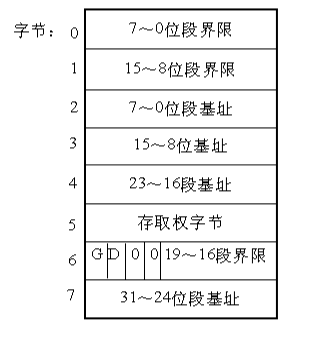 字节： 0 7～0位段界限
1 15～8位段界限
2 7～0位段基址
3 15～8位基址
4 23～16段基址
5 存取权字节
6 G D 0 0 19～16段界限
7 31～24位段基址